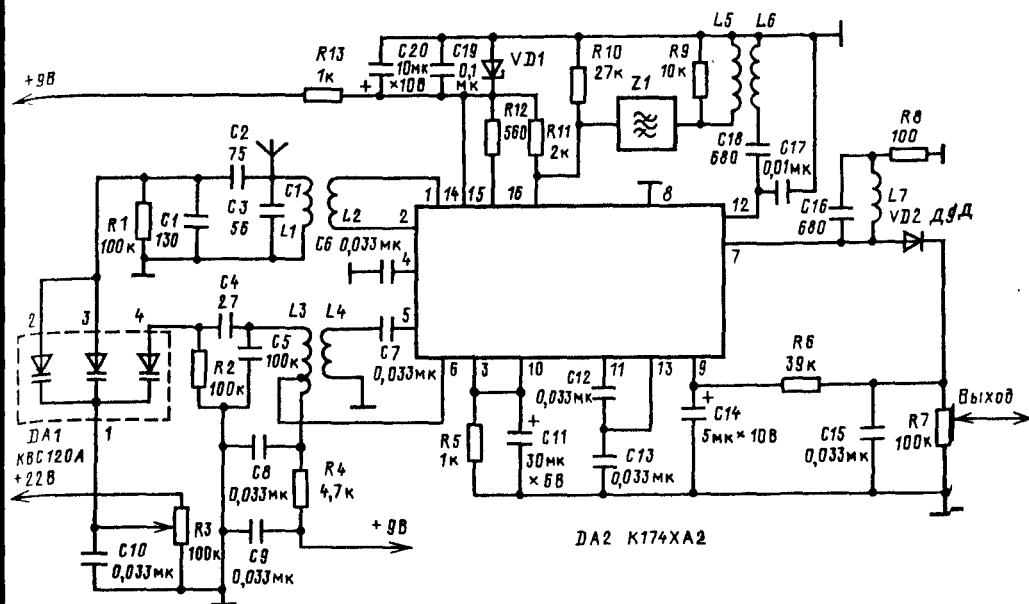 L5 L6
+9В
R13
1к
C20
10мк
×10В
C19
0,1
мк
VD1
R10
27к
R9
10к
Z1
R12
560
R11
2к
C18
680
C17
0,01мк
R8
100
C2
75
C1
L1
L2
R1
100к
C1
130
C3
56
1 14 15 16 8
2
12
C16
680
L7
VD2 Д9Д
7
C6 0,033мк
4
C4
27
L3 L4
5
2 3 4
R2
100к
C5
100к
C7
0,033мк
6 3 10 11 13 9
C12
0,033мк
R6
39к
Выход
1
DA1
КВС120А
+22В
R3
100к
C10
0,033мк
C8
0,033мк
R4
4,7к
C9
0,033мк
+9В
R5
1к
C11
30мк
×6В
C13
0,033мк
C14
5мк×10В
C15
0,033мк
R7
100к
DA2 К174ХА2